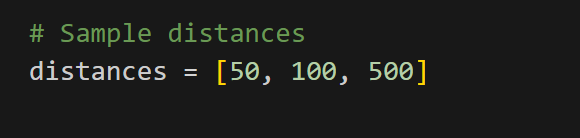 # Sample distances
distances = [50, 100, 500]